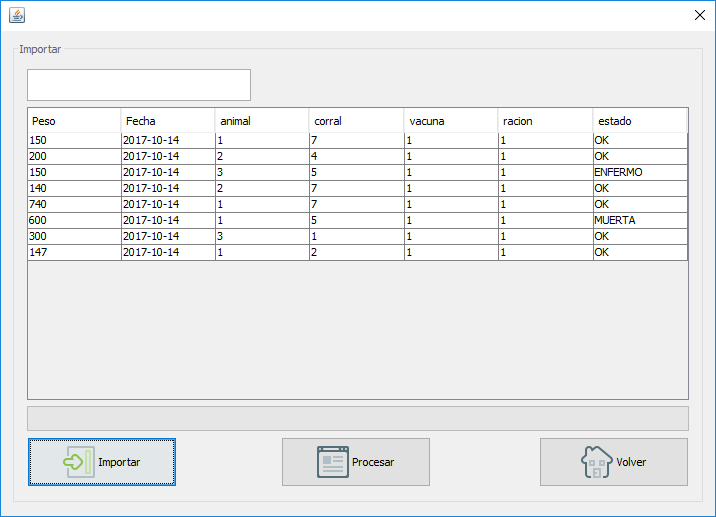 Importar
Peso Fecha animal corral vacuna racion estado
150 2017-10-14 1 7 1 1 OK
200 2017-10-14 2 4 1 1 OK
150 2017-10-14 3 5 1 1 ENFERMO
140 2017-10-14 2 7 1 1 OK
740 2017-10-14 1 7 1 1 OK
600 2017-10-14 1 5 1 1 MUERTA
300 2017-10-14 3 1 1 1 OK
147 2017-10-14 1 2 1 1 OK
Importar Procesar Volver